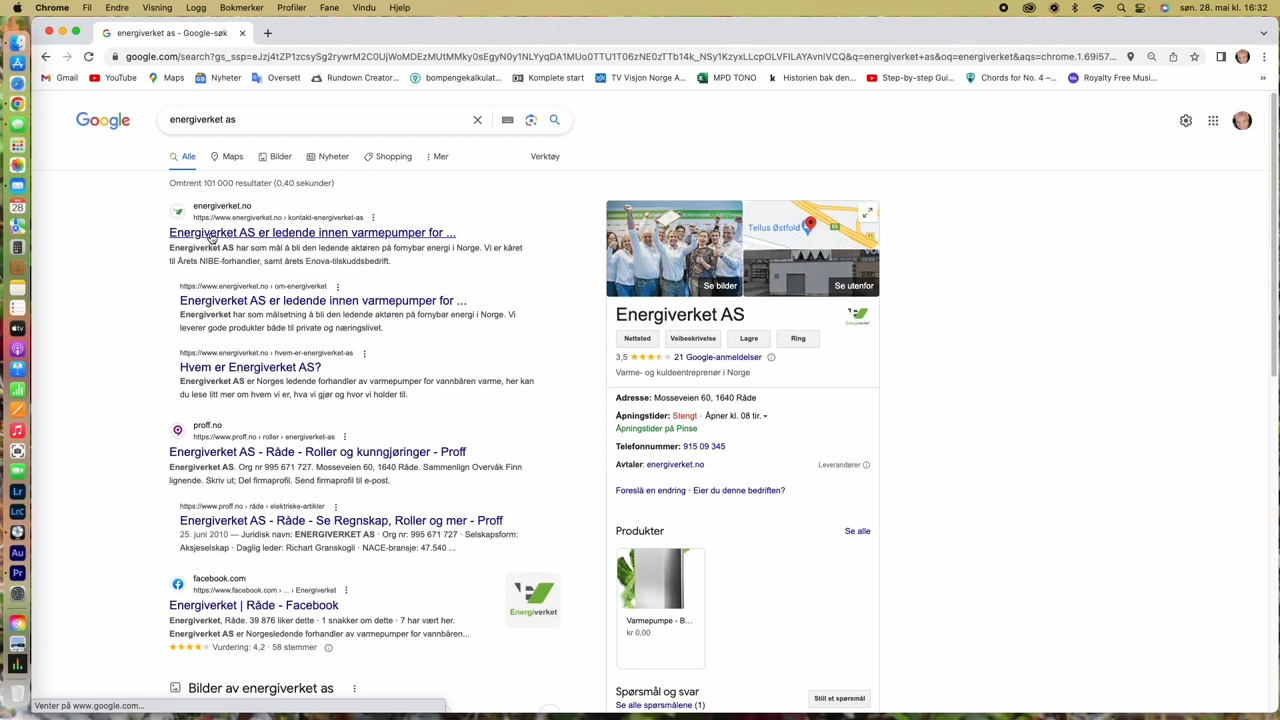 Chrome Fil Rediger Vis Historikk Bokmerker Profiler Fane Vindu Hjelp
søn. 28. mai kl. 16:32
energiverket as - Google-søk
google.com/search?gs_ssp=eJzj4tZP1zcsySg2rywrM2C0UjWoMDEzMUtMMky0sEgyN0y1NLYyqDA1MUo0TTU1T06zNE0zTTb14k_NSy1KzyxLLcpOLVFILAYAvnIVCQ&q=energiverket+as&oq=energiverket&aqs=chrome.1.69i57...
Gmail YouTube Maps Nyheter Oversett Rundown Creator... bompengekalkulat... Komplete start TV Visjon Norge A... MPD TONO Historien bak den... Step-by-step Gui... Chords for No. 4 –... Royalty Free Musi... »
Google
energiverket as
Alle Maps Bilder Nyheter Shopping Mer Verktøy
Omtrent 101 000 resultater (0,40 sekunder)
energiverket.no
https://www.energiverket.no › kontakt-energiverket-as
Energiverket AS er ledende innen varmepumper for ...
Energiverket AS har som mål å bli den ledende aktøren på fornybar energi i Norge. Vi er kåret
til Årets NIBE-forhandler, samt årets Enova-tilskuddsbedrift.
https://www.energiverket.no › om-energiverket
Energiverket AS er ledende innen varmepumper for ...
Energiverket har som målsetning å bli den ledende aktøren på fornybar energi i Norge. Vi
leverer gode produkter både til private og næringslivet.
https://www.energiverket.no › hvem-er-energiverket-as
Hvem er Energiverket AS?
Energiverket AS er Norges ledende forhandler av varmepumper for vannbåren varme, her kan
du lese litt mer om hvem vi er, hva vi gjør og hvor vi holder til.
proff.no
https://www.proff.no › roller › energiverket-as
Energiverket AS - Råde - Roller og kunngjøringer - Proff
Energiverket AS. Org nr 995 671 727. Mosseveien 60, 1640 Råde. Sammenlign Overvåk Finn
lignende. Skriv ut; Del firmaprofil. Send firmaprofil til e-post.
https://www.proff.no › råde › elektriske-artikler
Energiverket AS - Råde - Se Regnskap, Roller og mer - Proff
25. juni 2010 — Juridisk navn: ENERGIVERKET AS · Org nr: 995 671 727 · Selskapsform:
Aksjeselskap · Daglig leder: Richart Granskogli · NACE-bransje: 47.540 ...
facebook.com
https://www.facebook.com › ... › Energiverket
Energiverket | Råde - Facebook
Energiverket, Råde. 39 876 liker dette · 1 snakker om dette · 7 har vært her.
Energiverket AS er Norgesledende forhandler av varmepumper for vannbåren...
Vurdering: 4,2 · 58 stemmer
Energiverket
Bilder av energiverket as
Venter på www.google.com...
Se bilder
Tellus Østfold
E6
Se utenfor
Energiverket AS
Energiverket
Nettsted Veibeskrivelse Lagre Ring
3,5 21 Google-anmeldelser
Varme- og kuldeentreprenør i Norge
Adresse: Mosseveien 60, 1640 Råde
Åpningstider: Stengt · Åpner kl. 08 tir.
Åpningstider på Pinse
Telefonnummer: 915 09 345
Avtaler: energiverket.no Leverandører
Foreslå en endring · Eier du denne bedriften?
Produkter Se alle
Varmepumpe - B...
kr 0,00
Spørsmål og svar
Se alle spørsmålene (1)
Still et spørsmål